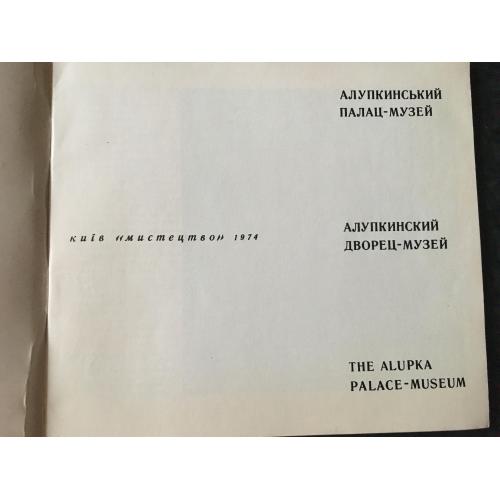 АЛУПКИНСЬКИЙ
ПАЛАЦ-МУЗЕЙ
київ «мистецтво» 1974
АЛУПКИНСКИЙ
ДВОРЕЦ-МУЗЕЙ
THE ALUPKA
PALACE-MUSEUM